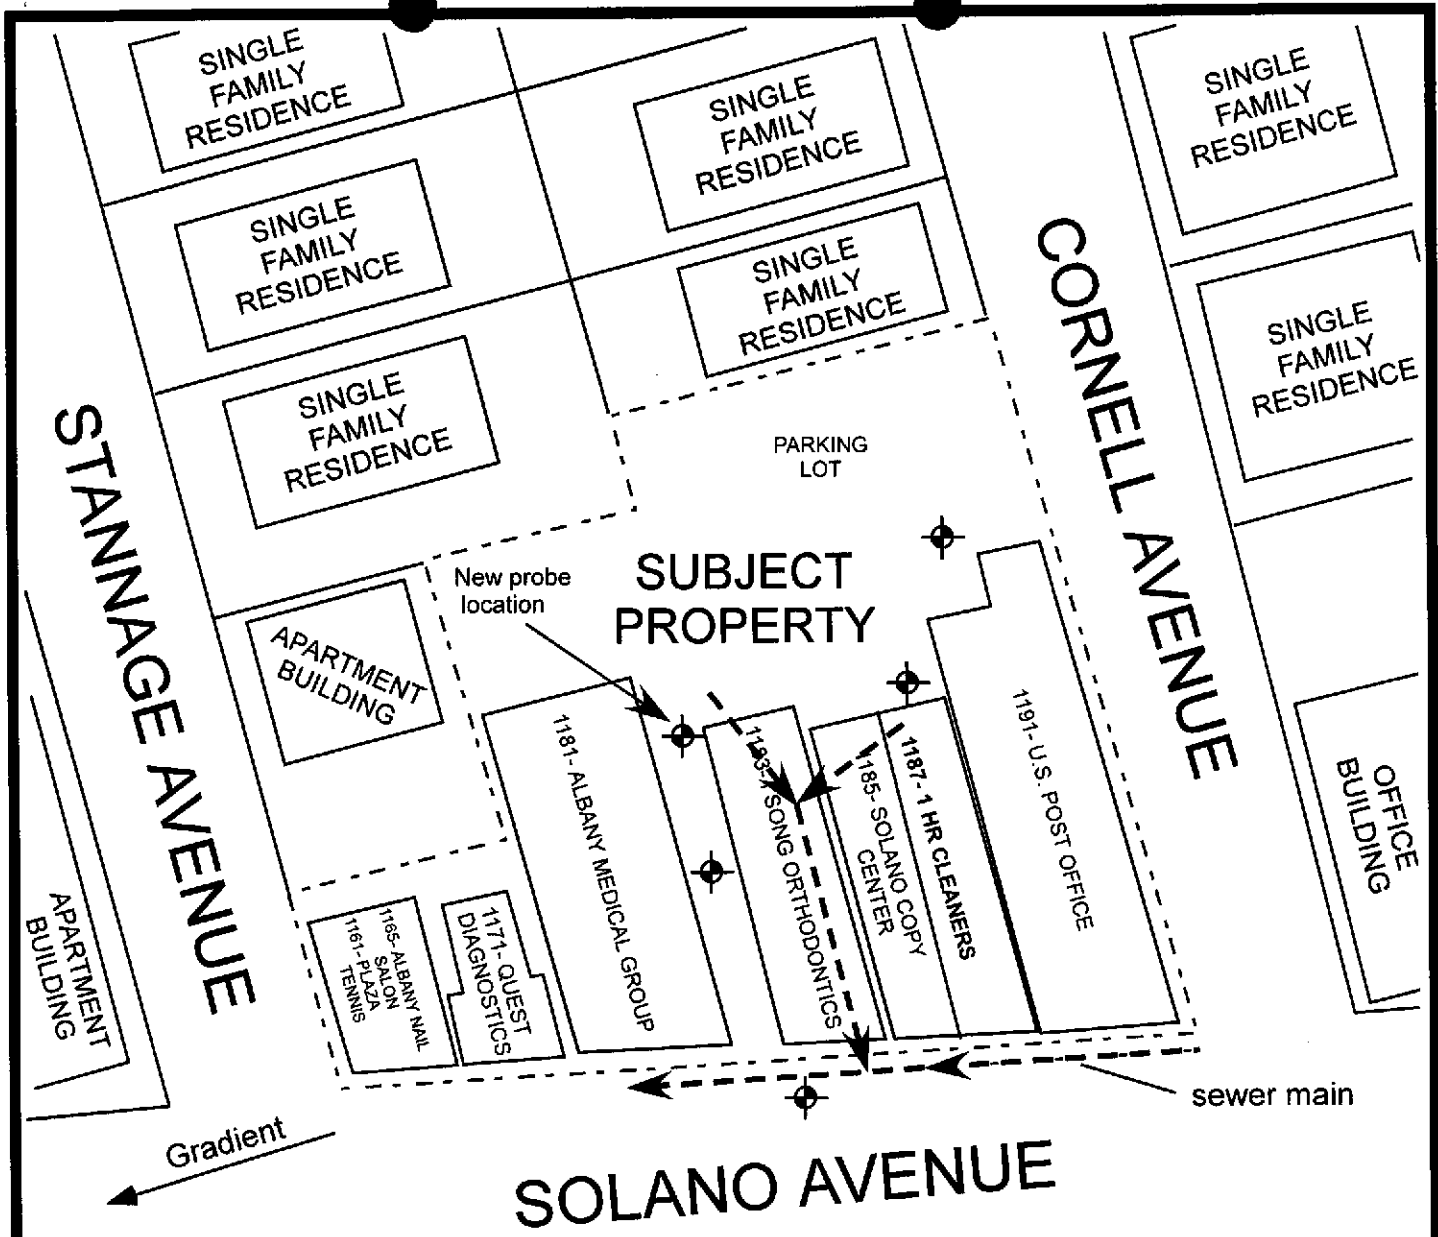 SINGLE
FAMILY
RESIDENCE
SINGLE
FAMILY
RESIDENCE
SINGLE
FAMILY
RESIDENCE
SINGLE
FAMILY
RESIDENCE
SINGLE
FAMILY
RESIDENCE
SINGLE
FAMILY
RESIDENCE
SINGLE
FAMILY
RESIDENCE
SINGLE
FAMILY
RESIDENCE
CORNELL AVENUE
STANNAGE AVENUE
PARKING
LOT
SUBJECT
PROPERTY
New probe
location
APARTMENT
BUILDING
1181- ALBANY MEDICAL GROUP
SONG ORTHODONTICS
1185- SOLANO COPY
CENTER
1187- 1 HR CLEANERS
1191- U.S. POST OFFICE
OFFICE
BUILDING
APARTMENT
BUILDING
1165- ALBANY NAIL
SALON
1161- PLAZA
TENNIS
1171- QUEST
DIAGNOSTICS
sewer main
Gradient
SOLANO AVENUE